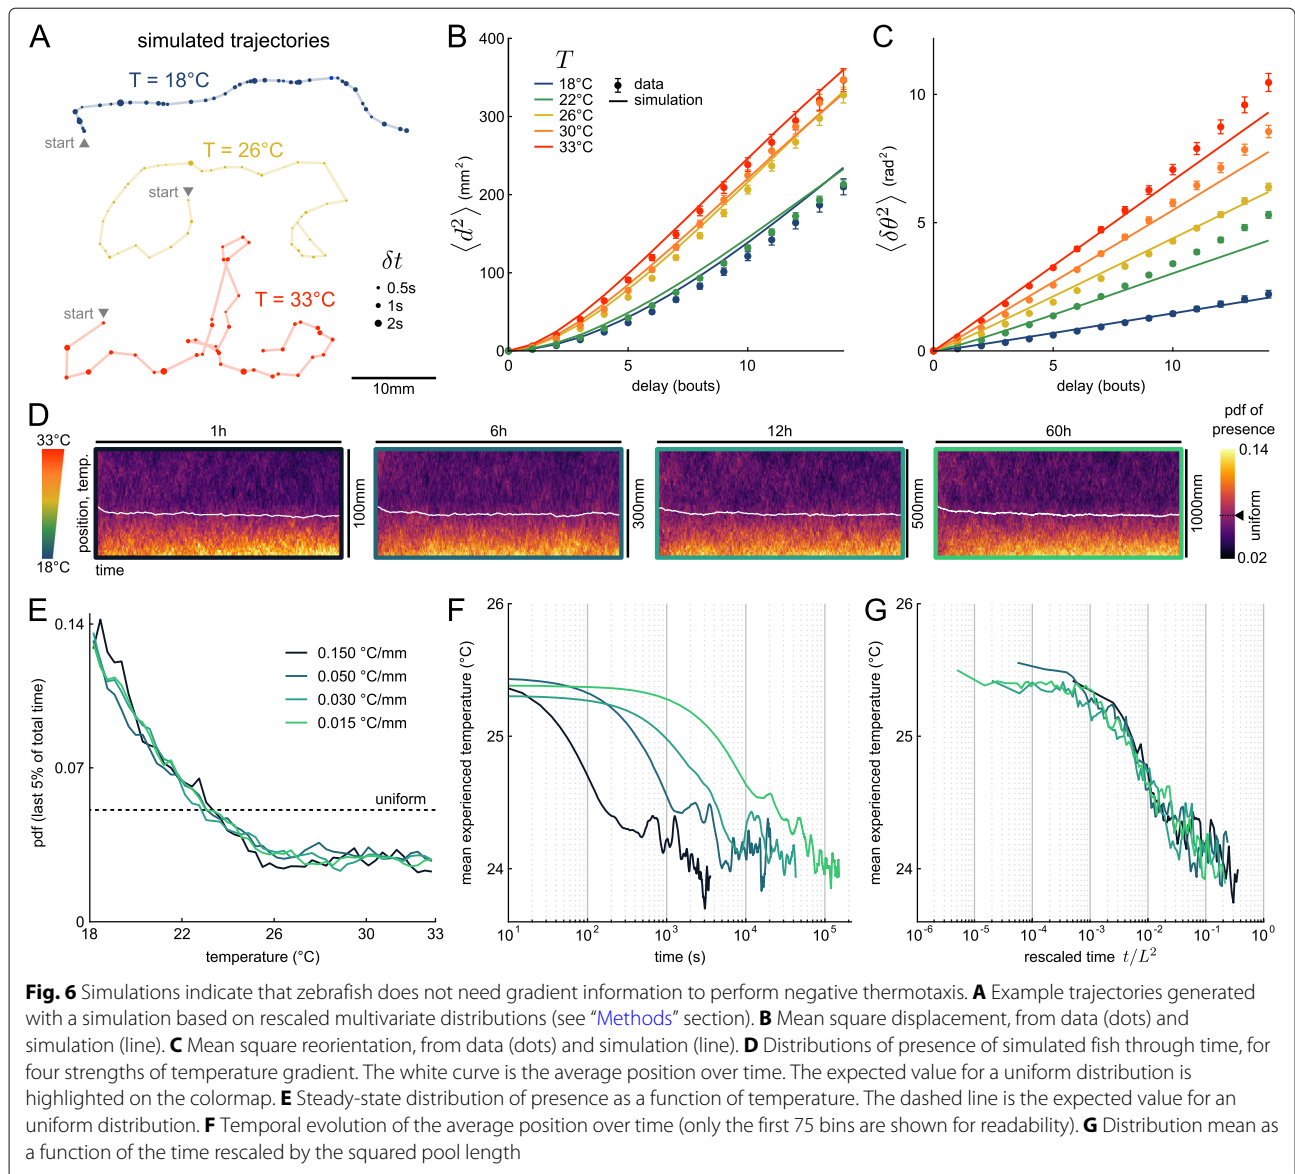 A
simulated trajectories
T = 18°C
start
T = 26°C
start
T = 33°C
start
δt
0.5s
1s
2s
10mm
B
400
300
200
100
0
⟨d²⟩ (mm²)
T
18°C
22°C
26°C
30°C
33°C
data
simulation
0
5
10
delay (bouts)
C
10
5
0
⟨δθ²⟩ (rad²)
0
5
10
delay (bouts)
D
33°C
18°C
position, temp.
time
1h
100mm
6h
300mm
12h
500mm
60h
1000mm
pdf of
presence
0.14
uniform
0.02
E
0.14
0.07
0
pdf (last 5% of total time)
0.150 °C/mm
0.050 °C/mm
0.030 °C/mm
0.015 °C/mm
uniform
18
22
26
30
33
temperature (°C)
F
26
25
24
mean experienced temperature (°C)
10¹
10²
10³
10⁴
10⁵
time (s)
G
26
25
24
mean experienced temperature (°C)
10⁻⁶
10⁻⁵
10⁻⁴
10⁻³
10⁻²
10⁻¹
10⁰
rescaled time t/L²
Fig. 6 Simulations indicate that zebrafish does not need gradient information to perform negative thermotaxis. A Example trajectories generated
with a simulation based on rescaled multivariate distributions (see “Methods” section). B Mean square displacement, from data (dots) and
simulation (line). C Mean square reorientation, from data (dots) and simulation (line). D Distributions of presence of simulated fish through time, for
four strengths of temperature gradient. The white curve is the average position over time. The expected value for a uniform distribution is
highlighted on the colormap. E Steady-state distribution of presence as a function of temperature. The dashed line is the expected value for an
uniform distribution. F Temporal evolution of the average position over time (only the first 75 bins are shown for readability). G Distribution mean as
a function of the time rescaled by the squared pool length